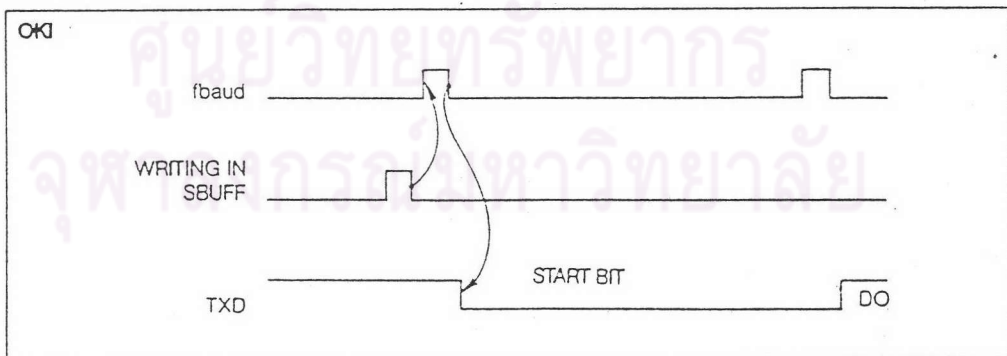 OKI
ศูนย์วิทยทรัพยากร
fbaud
WRITING IN
SBUFF
จุฬาลงกรณ์มหาวิทยาลัย
START BIT
TXD
DO